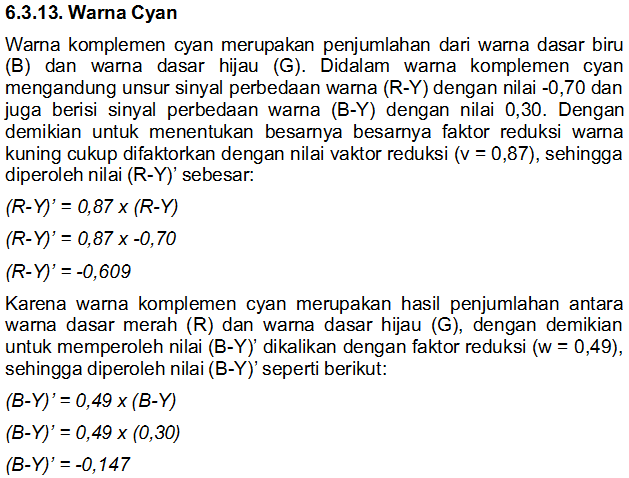 6.3.13. Warna Cyan
Warna komplemen cyan merupakan penjumlahan dari warna dasar biru
(B) dan warna dasar hijau (G). Didalam warna komplemen cyan
mengandung unsur sinyal perbedaan warna (R-Y) dengan nilai -0,70 dan
juga berisi sinyal perbedaan warna (B-Y) dengan nilai 0,30. Dengan
demikian untuk menentukan besarnya besarnya faktor reduksi warna
kuning cukup difaktorkan dengan nilai vaktor reduksi (v = 0,87), sehingga
diperoleh nilai (R-Y)’ sebesar:
(R-Y)’ = 0,87 x (R-Y)
(R-Y)’ = 0,87 x -0,70
(R-Y)’ = -0,609
Karena warna komplemen cyan merupakan hasil penjumlahan antara
warna dasar merah (R) dan warna dasar hijau (G), dengan demikian
untuk memperoleh nilai (B-Y)’ dikalikan dengan faktor reduksi (w = 0,49),
sehingga diperoleh nilai (B-Y)’ seperti berikut:
(B-Y)’ = 0,49 x (B-Y)
(B-Y)’ = 0,49 x (0,30)
(B-Y)’ = -0,147